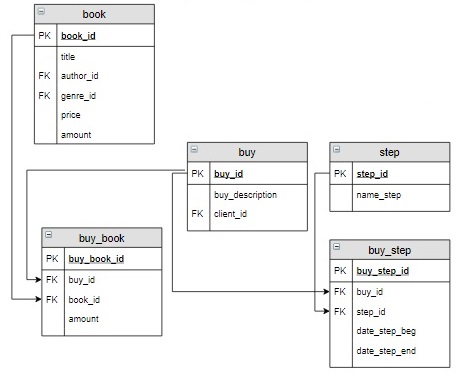 book
PK book_id
title
FK author_id
FK genre_id
price
amount
buy
PK buy_id
buy_description
FK client_id
step
PK step_id
name_step
buy_book
PK buy_book_id
FK buy_id
FK book_id
amount
buy_step
PK buy_step_id
FK buy_id
FK step_id
date_step_beg
date_step_end